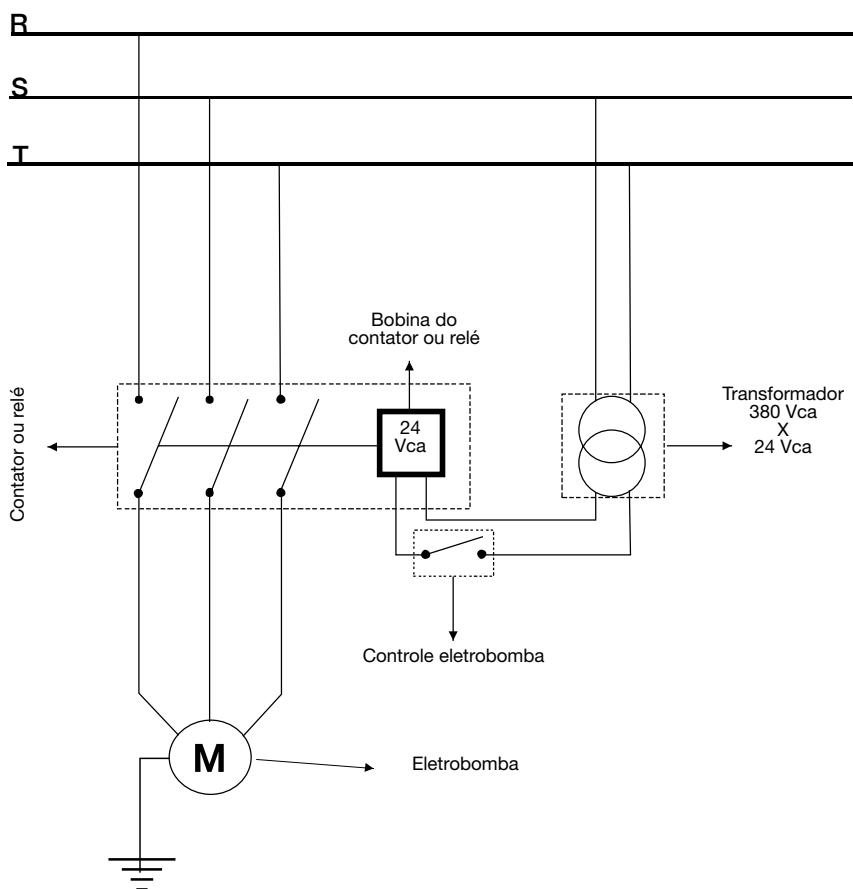 R
S
T
Bobina do
contator ou relé
Contator ou relé
24
Vca
Transformador
380 Vca
X
24 Vca
Controle eletrobomba
M
Eletrobomba